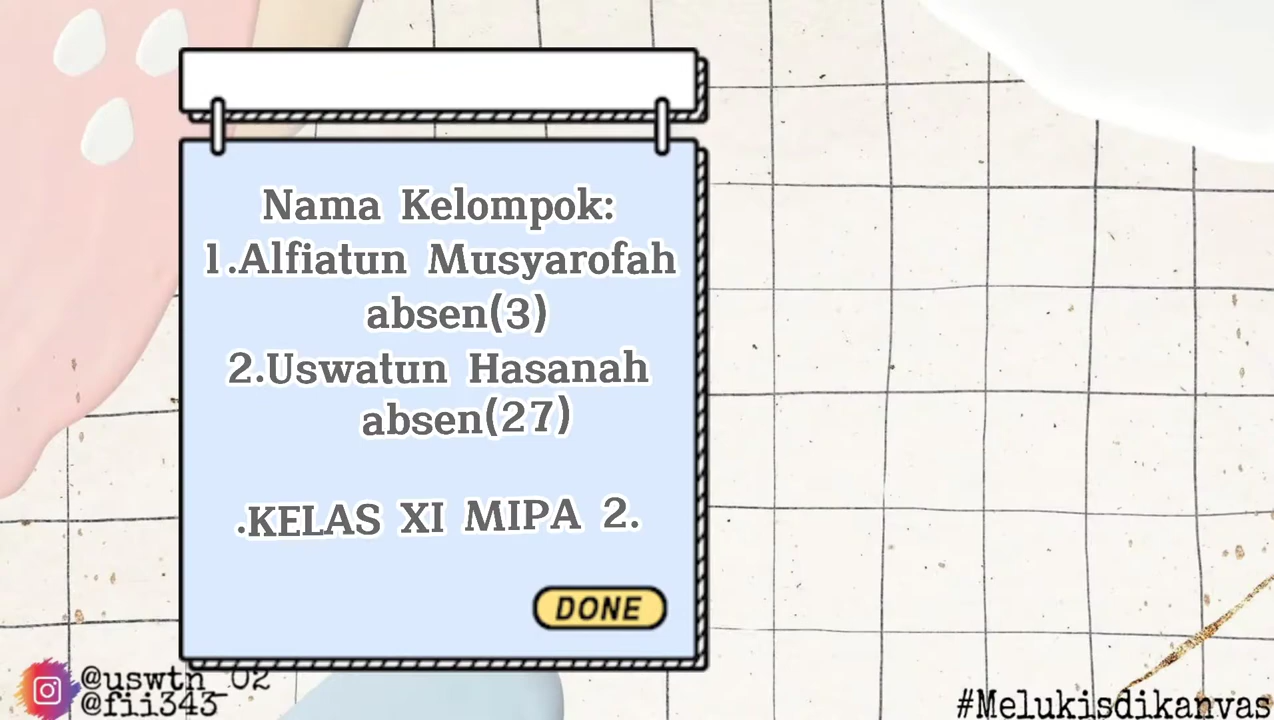 Nama Kelompok:
1.Alfiatun Musyarofah
absen(3)
2.Uswatun Hasanah
absen(27)
.KELAS XI MIPA 2.
DONE
@uswtn_02
@fii343
#Melukisdikanvas